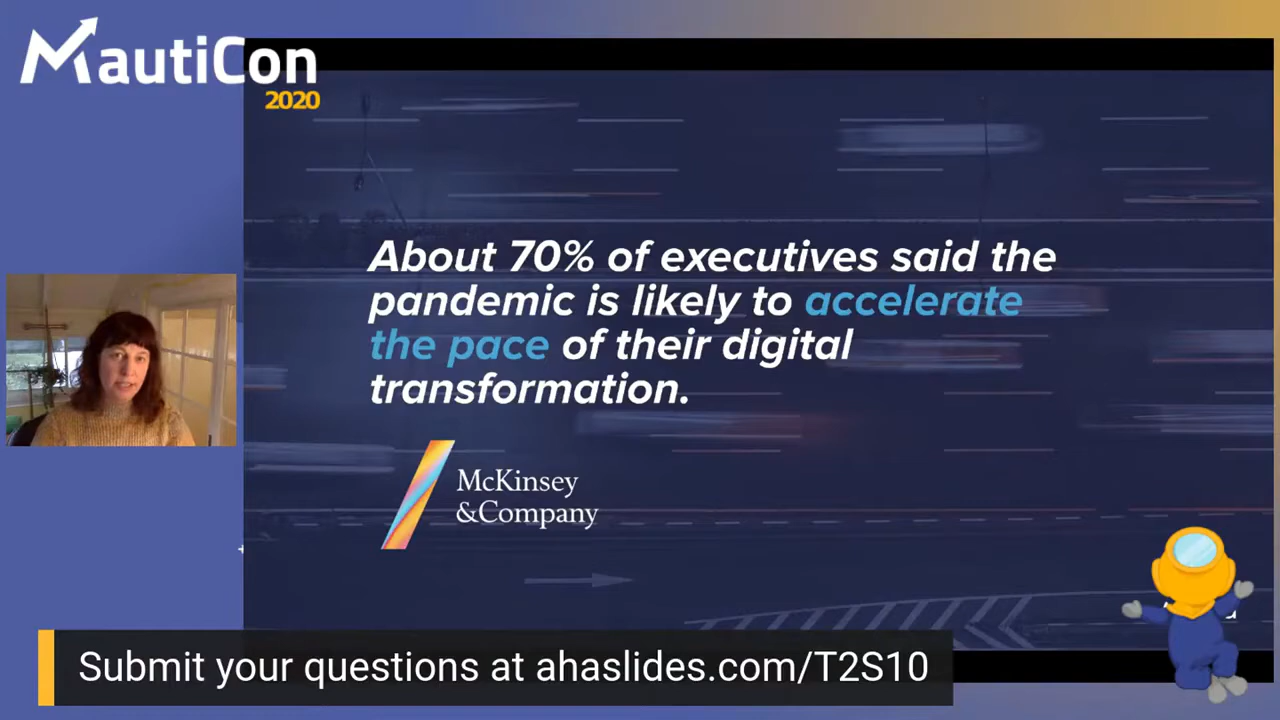 MautiCon
2020
About 70% of executives said the
pandemic is likely to accelerate
the pace of their digital
transformation.
McKinsey
&Company
Submit your questions at ahaslides.com/T2S10